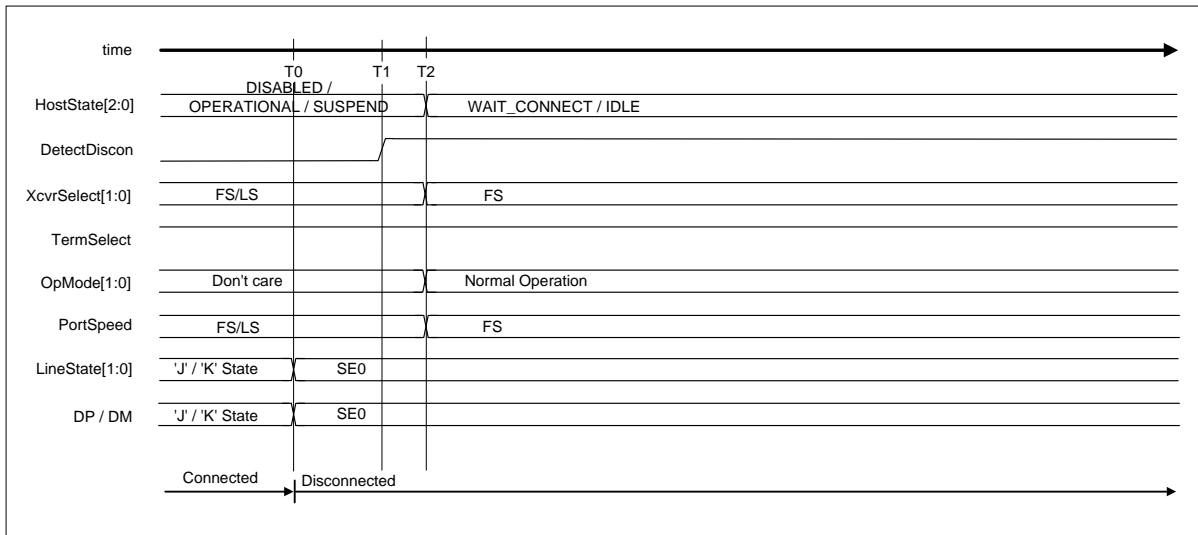 time
T0 T1 T2
DISABLED /
HostState[2:0] OPERATIONAL / SUSPEND WAIT_CONNECT / IDLE
DetectDiscon
XcvrSelect[1:0] FS/LS FS
TermSelect
OpMode[1:0] Don't care Normal Operation
PortSpeed FS/LS FS
LineState[1:0] 'J' / 'K' State SE0
DP / DM 'J' / 'K' State SE0
Connected Disconnected